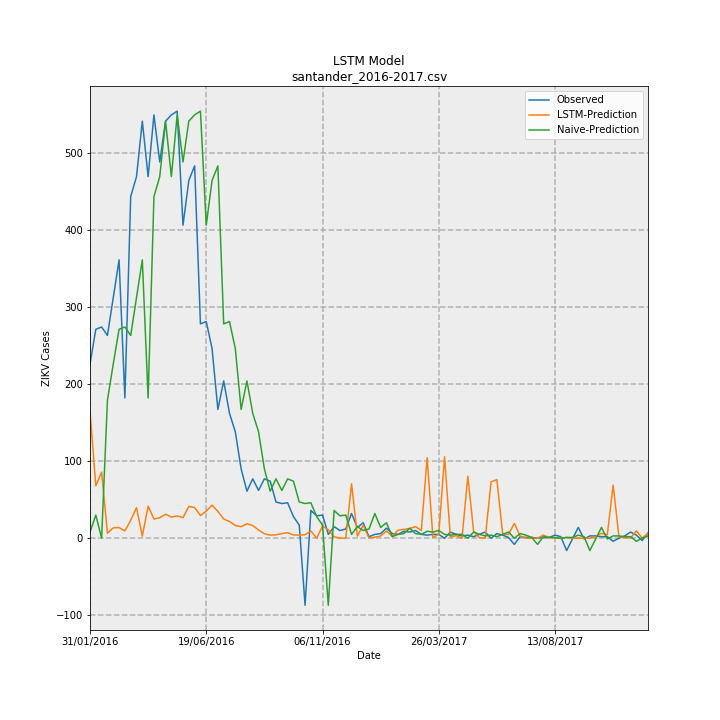 LSTM Model
santander_2016-2017.csv
Observed
LSTM-Prediction
Naive-Prediction
ZIKV Cases
500
400
300
200
100
0
−100
31/01/2016
19/06/2016
06/11/2016
26/03/2017
13/08/2017
Date